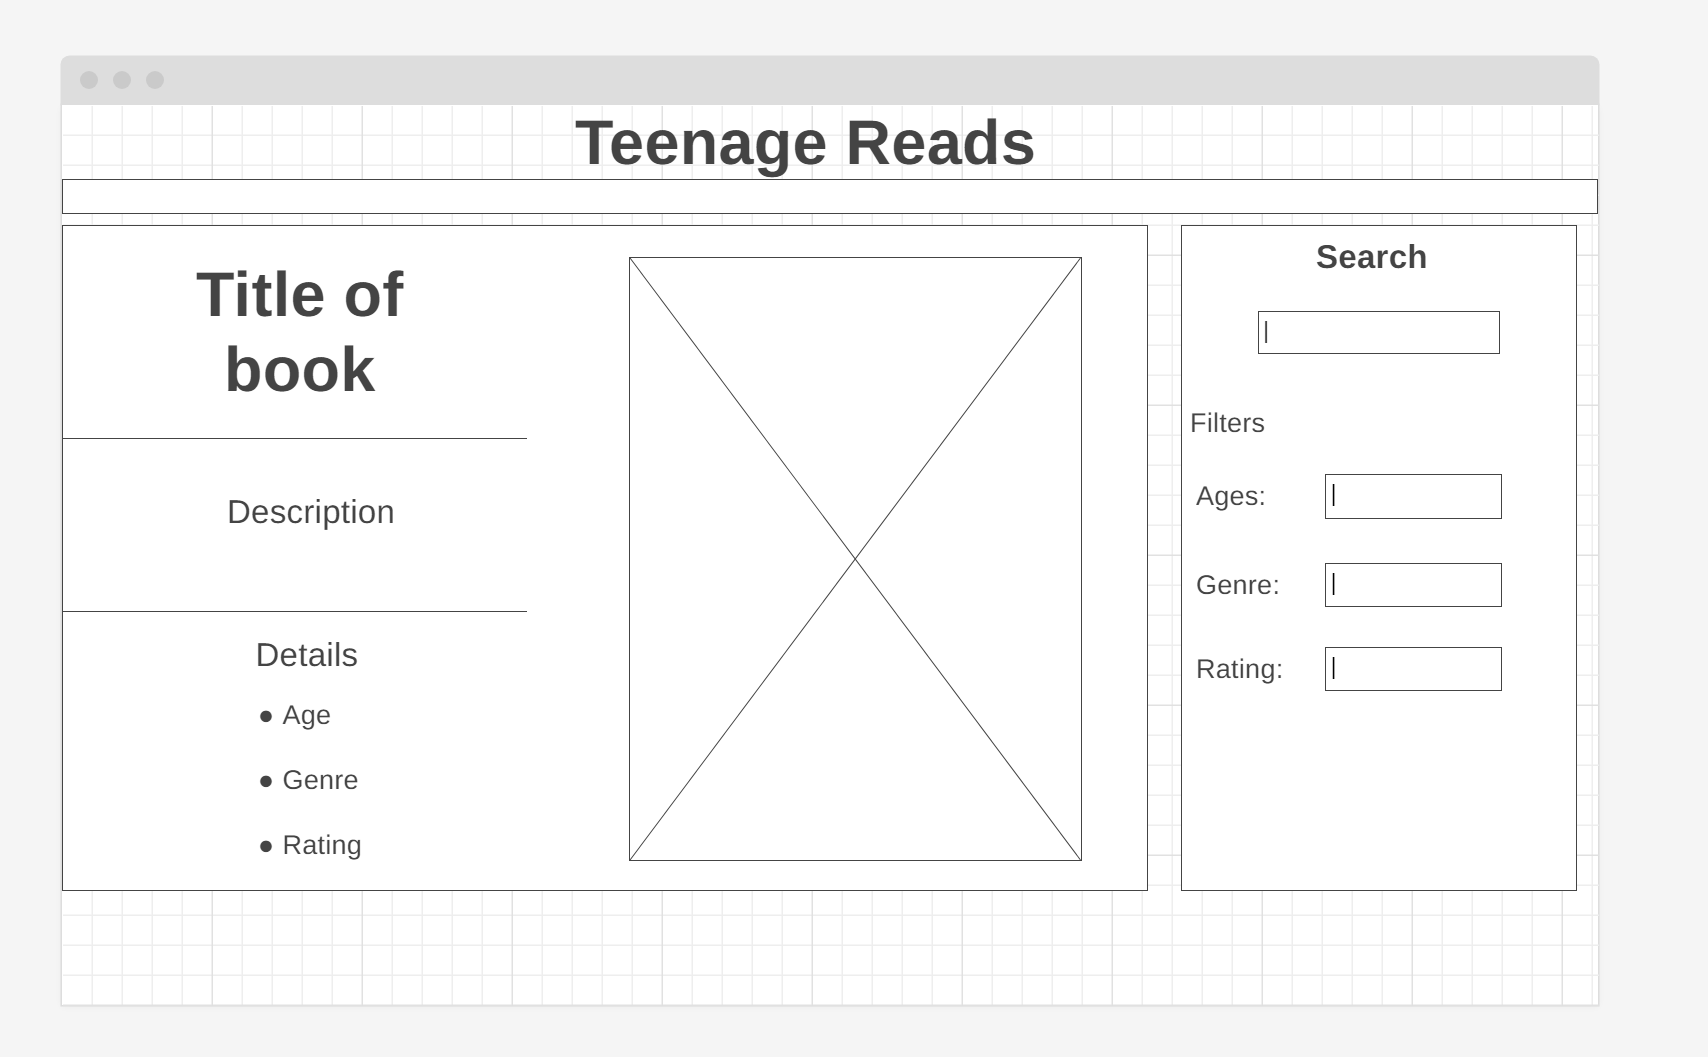 Teenage Reads
Title of
book
Description
Details
● Age
● Genre
● Rating
Search
Filters
Ages:
Genre:
Rating: